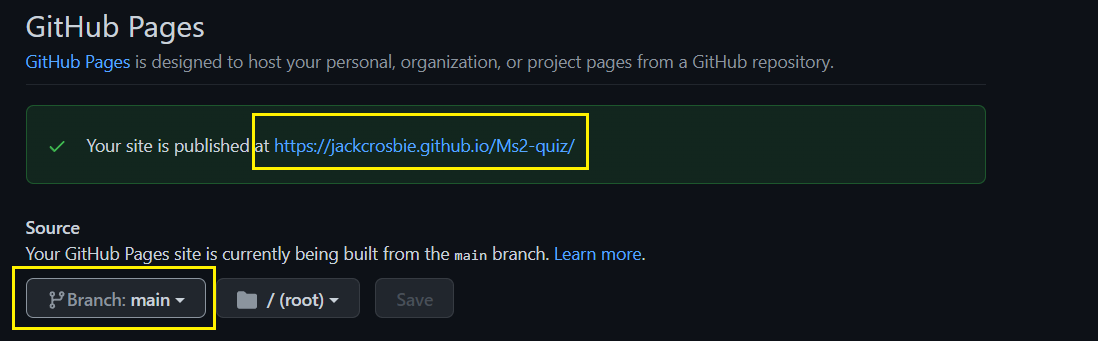 GitHub Pages
GitHub Pages is designed to host your personal, organization, or project pages from a GitHub repository.
Your site is published at https://jackcrosbie.github.io/Ms2-quiz/
Source
Your GitHub Pages site is currently being built from the main branch. Learn more.
Branch: main / (root) Save